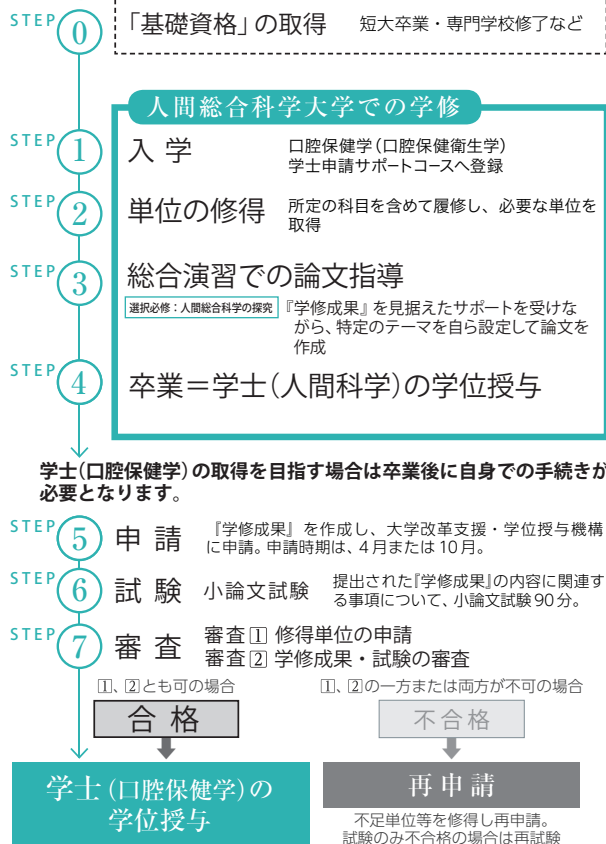 STEP 0 「基礎資格」の取得 短大卒業・専門学校修了など
人間総合科学大学での学修
STEP 1 入学 口腔保健学(口腔保健衛生学)
学士申請サポートコースへ登録
STEP 2 単位の修得 所定の科目を含めて履修し、必要な単位を
取得
STEP 3 総合演習での論文指導
選択必修:人間総合科学の探究 『学修成果』を見据えたサポートを受けな
がら、特定のテーマを自ら設定して論文を
作成
STEP 4 卒業=学士(人間科学)の学位授与
学士(口腔保健学)の取得を目指す場合は卒業後に自身での手続きが
必要となります。
STEP 5 申請 『学修成果』を作成し、大学改革支援・学位授与機構
に申請。申請時期は、4月または10月。
STEP 6 試験 小論文試験 提出された『学修成果』の内容に関連す
る事項について、小論文試験90分。
STEP 7 審査 審査1 修得単位の申請
審査2 学修成果・試験の審査
1、2とも可の場合
合格
学士(口腔保健学)の
学位授与
1、2の一方または両方が不可の場合
不合格
再申請
不足単位等を修得し再申請。
試験のみ不合格の場合は再試験